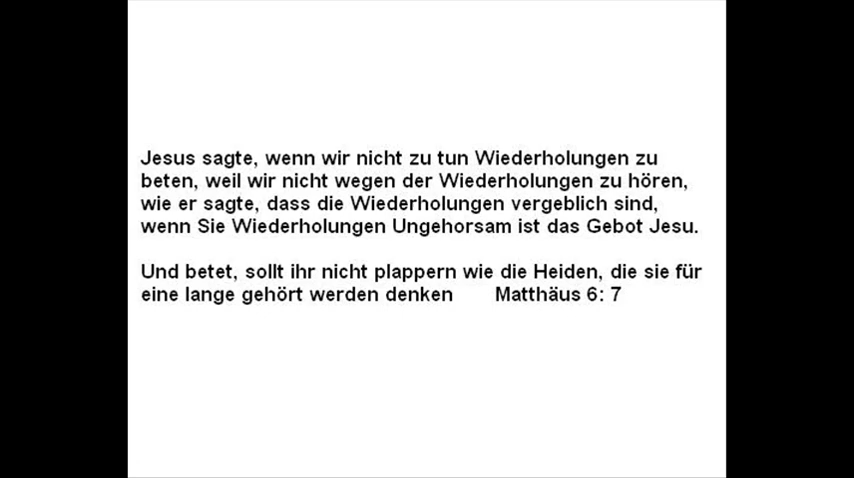 Jesus sagte, wenn wir nicht zu tun Wiederholungen zu
beten, weil wir nicht wegen der Wiederholungen zu hören,
wie er sagte, dass die Wiederholungen vergeblich sind,
wenn Sie Wiederholungen Ungehorsam ist das Gebot Jesu.
Und betet, sollt ihr nicht plappern wie die Heiden, die sie für
eine lange gehört werden denken Matthäus 6: 7